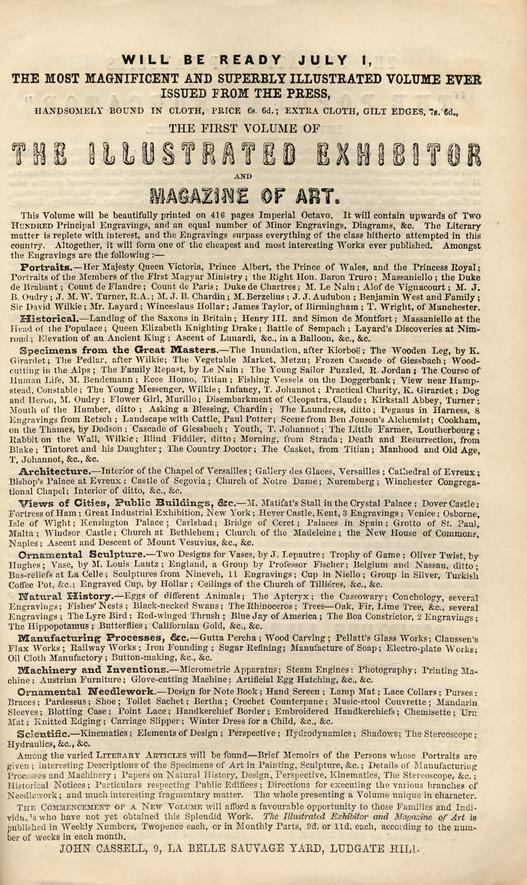 WILL BE READY JULY 1,
THE MOST MAGNIFICENT AND SUPERBLY ILLUSTRATED VOLUME EVER
ISSUED FROM THE PRESS,
HANDSOMELY BOUND IN CLOTH, PRICE 6s. 6d.; EXTRA CLOTH, GILT EDGES, 7s. 6d.,
THE FIRST VOLUME OF
THE ILLUSTRATED EXHIBITOR
AND
MAGAZINE OF ART.
This Volume will be beautifully printed on 416 pages Imperial Octavo. It will contain upwards of Two
HUNDRED Principal Engravings, and an equal number of Minor Engravings, Diagrams, &c. The Literary
matter is replete with interest, and the Engravings surpass everything of the class hitherto attempted in this
country. Altogether, it will form one of the cheapest and most interesting Works ever published. Amongst
the Engravings are the following:—
Portraits.—Her Majesty Queen Victoria, Prince Albert, the Prince of Wales, and the Princess Royal;
Portraits of the Members of the First Magyar Ministry; the Right Hon. Baron Truro; Massaniello; the Duke
de Brabant; Count de Flandre; Count de Paris; Duke de Chartres; M. Le Nain; Alof de Vignacourt; M. J.
B. Oudry; J. M. W. Turner, R.A.; M. J. B. Chardin; M. Berzelius; J. J. Audubon; Benjamin West and Family;
Sir David Wilkie; Mr. Layard; Winceslaus Hollar; James Taylor, of Birmingham; T. Wright, of Manchester.
Historical.—Landing of the Saxons in Britain; Henry III. and Simon de Montfort; Massaniello at the
Head of the Populace; Queen Elizabeth Knighting Drake; Battle of Sempach; Layard's Discoveries at Nim-
roud; Elevation of an Ancient King; Ascent of Lunardi, &c., in a Balloon, &c., &c.
Specimens from the Great Masters.—The Inundation, after Kiorboë; The Wooden Leg, by K.
Girardet; The Pedlar, after Wilkie; The Vegetable Market, Metzu; Frozen Cascade of Giessbach; Wood-
cutting in the Alps; The Family Repast, by Le Nain; The Young Sailor Puzzled, R. Jordan; The Course of
Human Life, M. Bendemann; Ecce Homo, Titian; Fishing Vessels on the Doggerbank; View near Hamp-
stead, Constable; The Young Messenger, Wilkie; Infancy, T. Johannot; Practical Charity, K. Girardet; Dog
and Heron, M. Oudry; Flower Girl, Murillo; Disembarkment of Cleopatra, Claude; Kirkstall Abbey, Turner;
Mouth of the Humber, ditto; Asking a Blessing, Chardin; The Laundress, ditto; Pegasus in Harness, 8
Engravings from Retsch; Landscape with Cattle, Paul Potter; Scene from Ben Jonson's Alchemist; Cookham,
on the Thames, by Dodson; Cascade of Giessbach; Youth, T. Johannot; The Little Farmer, Loutherbourg;
Rabbit on the Wall, Wilkie; Blind Fiddler, ditto; Morning, from Strada; Death and Resurrection, from
Blake; Tintoret and his Daughter; The Country Doctor; The Casket, from Titian; Manhood and Old Age,
T. Johannot, &c., &c.
Architecture.—Interior of the Chapel of Versailles; Gallery des Glaces, Versailles; Cathedral of Evreux;
Bishop's Palace at Evreux; Castle of Segovia; Church of Notre Dame; Nuremberg; Winchester Congrega-
tional Chapel; Interior of ditto, &c., &c.
Views of Cities, Public Buildings, &c.—M. Matifat's Stall in the Crystal Palace; Dover Castle;
Fortress of Ham; Great Industrial Exhibition, New York; Hever Castle, Kent, 3 Engravings; Venice; Osborne,
Isle of Wight; Kensington Palace; Carlsbad; Bridge of Ceret; Palaces in Spain; Grotto of St. Paul,
Malta; Windsor Castle; Church at Bethlehem; Church of the Madeleine; the New House of Commons,
Naples; Ascent and Descent of Mount Vesuvius, &c., &c.
Ornamental Sculpture.—Two Designs for Vases, by J. Lepautre; Trophy of Game; Oliver Twist, by
Hughes; Vase, by M. Louis Lautz; England, a Group by Professor Fischer; Belgium and Nassau, ditto;
Bas-reliefs at La Celle; Sculptures from Nineveh, 11 Engravings; Cup in Niello; Group in Silver, Turkish
Coffee Pot, &c.; Engraved Cup, by Hollar; Ceilings of the Church of Tilliéres, &c., &c.
Natural History.—Eggs of different Animals; The Apteryx; the Cassowary; Conchology, several
Engravings; Fishes' Nests; Black-necked Swans; The Rhinoceros; Trees—Oak, Fir, Lime Tree, &c., several
Engravings; The Lyre Bird; Red-winged Thrush; Blue Jay of America; The Boa Constrictor, 2 Engravings;
The Hippopotamus; Butterflies; Californian Gold, &c., &c.
Manufacturing Processes, &c.—Gutta Percha; Wood Carving; Pellatt's Glass Works; Claussen's
Flax Works; Railway Works; Iron Founding; Sugar Refining; Manufacture of Soap; Electro-plate Works;
Oil Cloth Manufactory; Button-making, &c., &c.
Machinery and Inventions.—Micrometric Apparatus; Steam Engines; Photography; Printing Ma-
chine; Austrian Furniture; Glove-cutting Machine; Artificial Egg Hatching, &c., &c.
Ornamental Needlework.—Design for Note Book; Hand Screen; Lamp Mat; Lace Collars; Purses;
Braces; Pardessus; Shoe; Toilet Sachet; Bertha; Crochet Counterpane; Music-stool Couvrette; Mandarin
Sleeves; Blotting Case; Point Lace; Handkerchief Border; Embroidered Handkerchiefs; Chemisette; Urn
Mat; Knitted Edging; Carriage Slipper; Winter Dress for a Child, &c., &c.
Scientific.—Kinematics; Elements of Design; Perspective; Hydrodynamics; Shadows; The Stereoscope;
Hydraulics, &c., &c.
Among the varied LITERARY ARTICLES will be found—Brief Memoirs of the Persons whose Portraits are
given; interesting Descriptions of the Specimens of Art in Painting, Sculpture, &c.; Details of Manufacturing
Processes and Machinery; Papers on Natural History, Design, Perspective, Kinematics, The Stereoscope, &c.;
Historical Notices; Particulars respecting Public Edifices; Directions for executing the various branches of
Needlework; and much interesting fragmentary matter. The whole presenting a Volume unique in character.
THE COMMENCEMENT OF A NEW VOLUME will afford a favourable opportunity to those Families and Indi-
viduals who have not yet obtained this Splendid Work. The Illustrated Exhibitor and Magazine of Art is
published in Weekly Numbers, Twopence each, or in Monthly Parts, 9d. or 11d. each, according to the num-
ber of weeks in each month.
JOHN CASSELL, 9, LA BELLE SAUVAGE YARD, LUDGATE HILL.